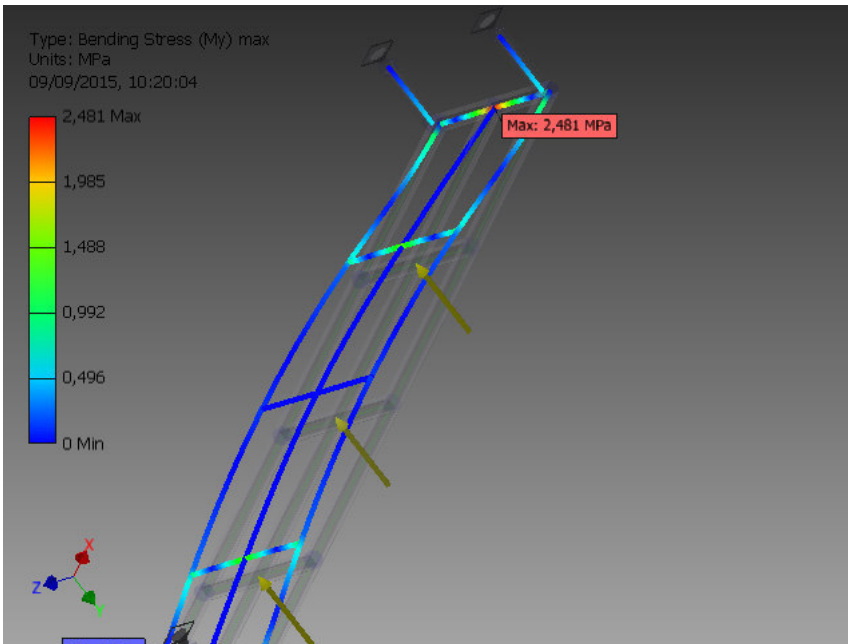 Type: Bending Stress (My) max
Units: MPa
09/09/2015, 10:20:04
2,481 Max
Max: 2,481 MPa
1,985
1,488
0,992
0,496
0 Min
X
Z
Y